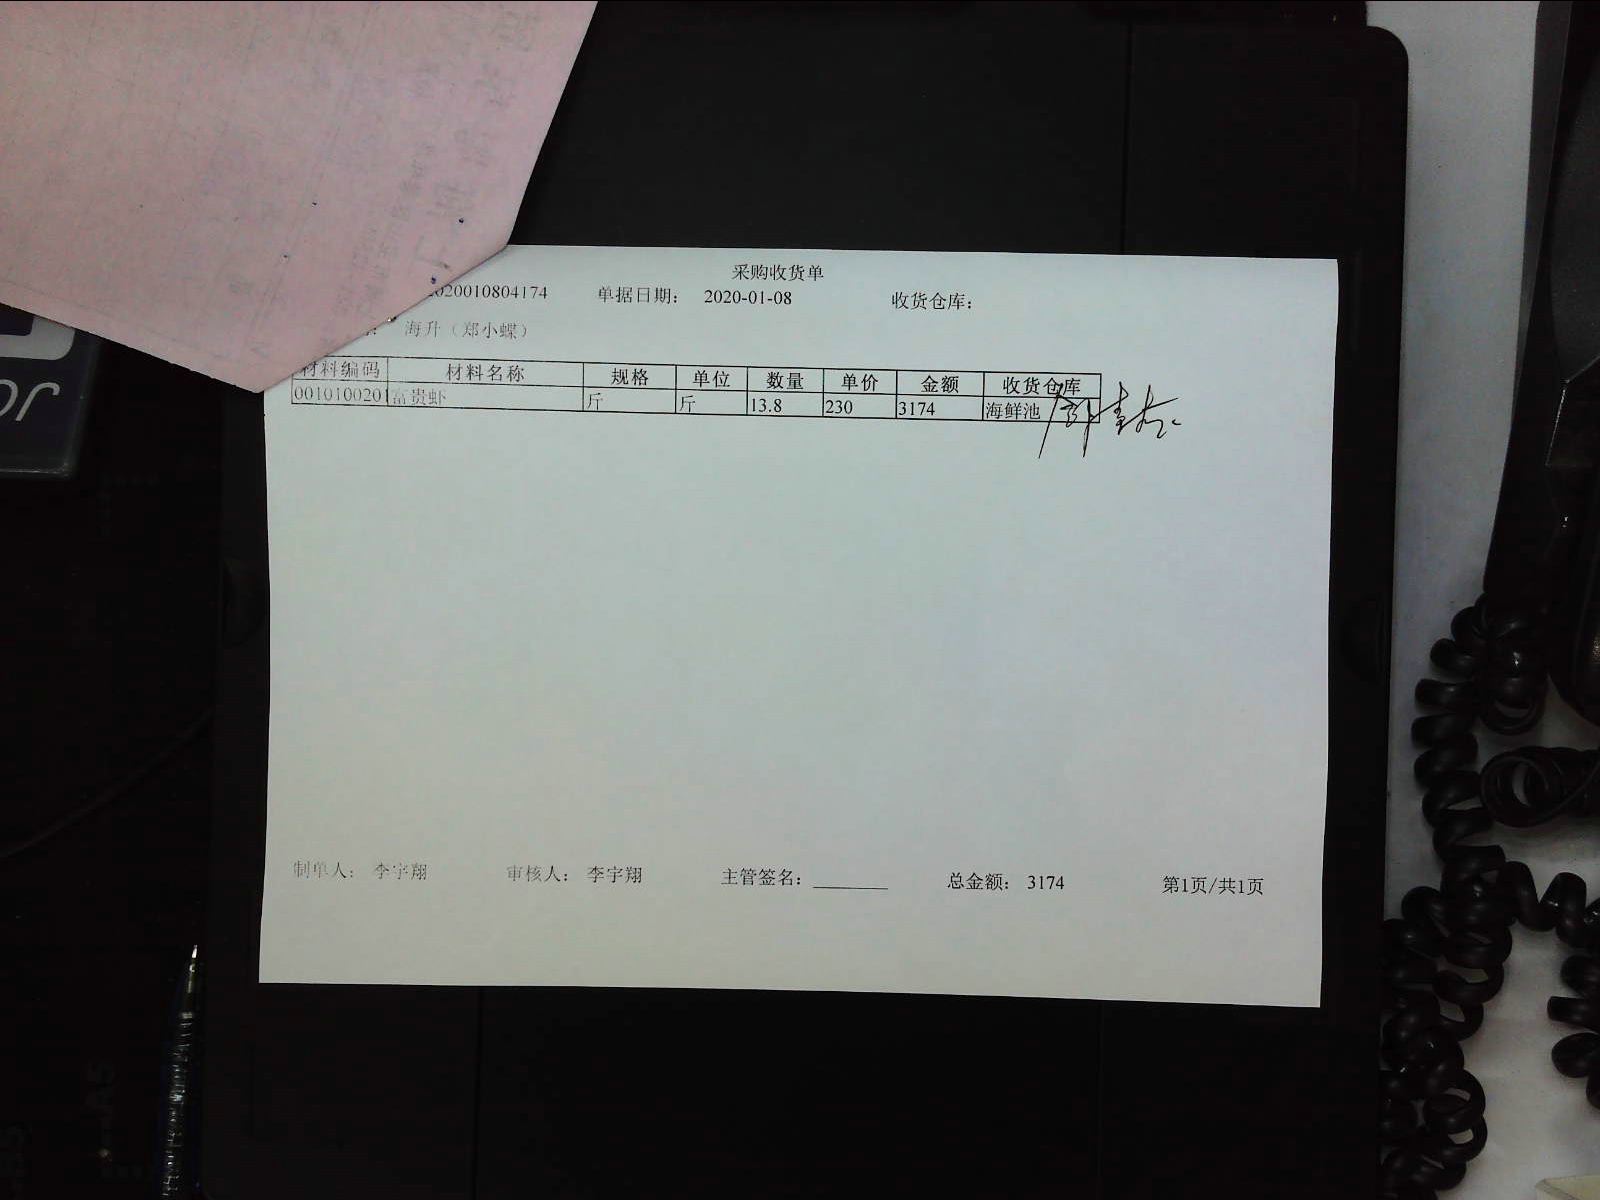 采购收货单
2020010804174 单据日期: 2020-01-08 收货仓库:
海升（郑小蝶）
材料编码 材料名称 规格 单位 数量 单价 金额 收货仓库
001010020 富贵虾 斤 斤 13.8 230 3174 海鲜池
制单人: 李宇翔 审核人: 李宇翔 主管签名: 总金额: 3174 第1页/共1页